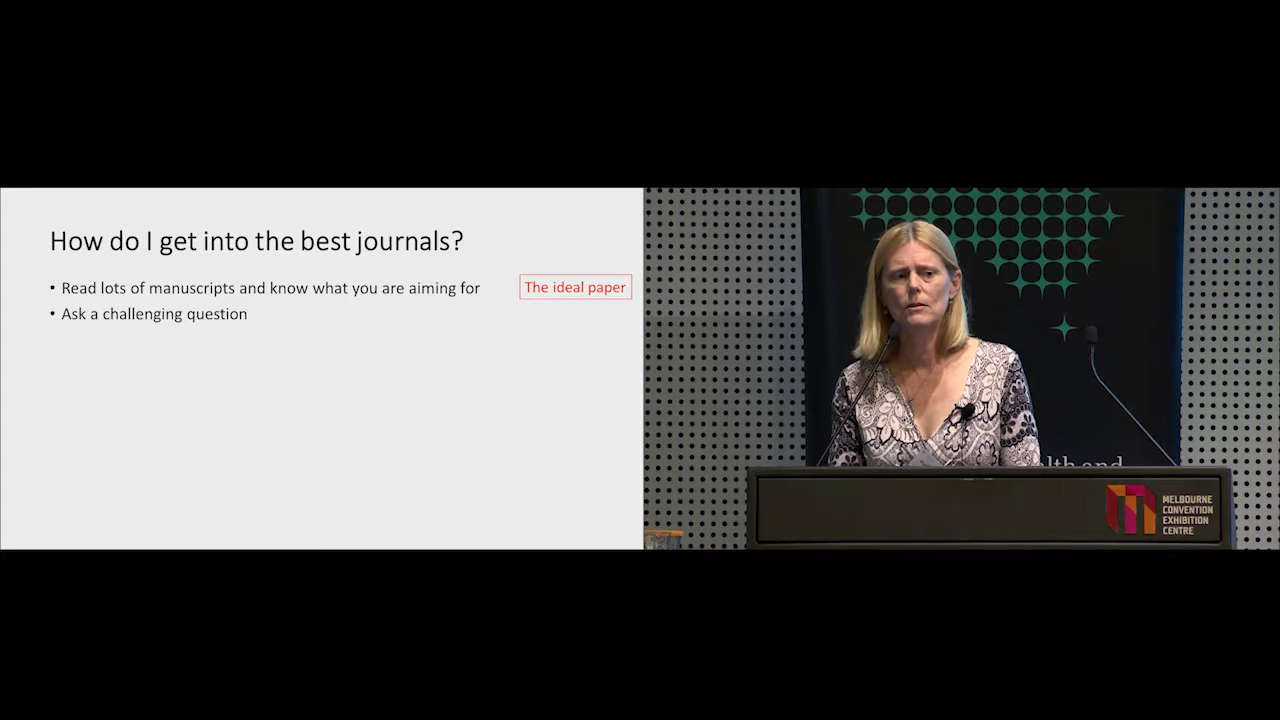 How do I get into the best journals?
• Read lots of manuscripts and know what you are aiming for
The ideal paper
• Ask a challenging question
and
MELBOURNE
CONVENTION
EXHIBITION
CENTRE